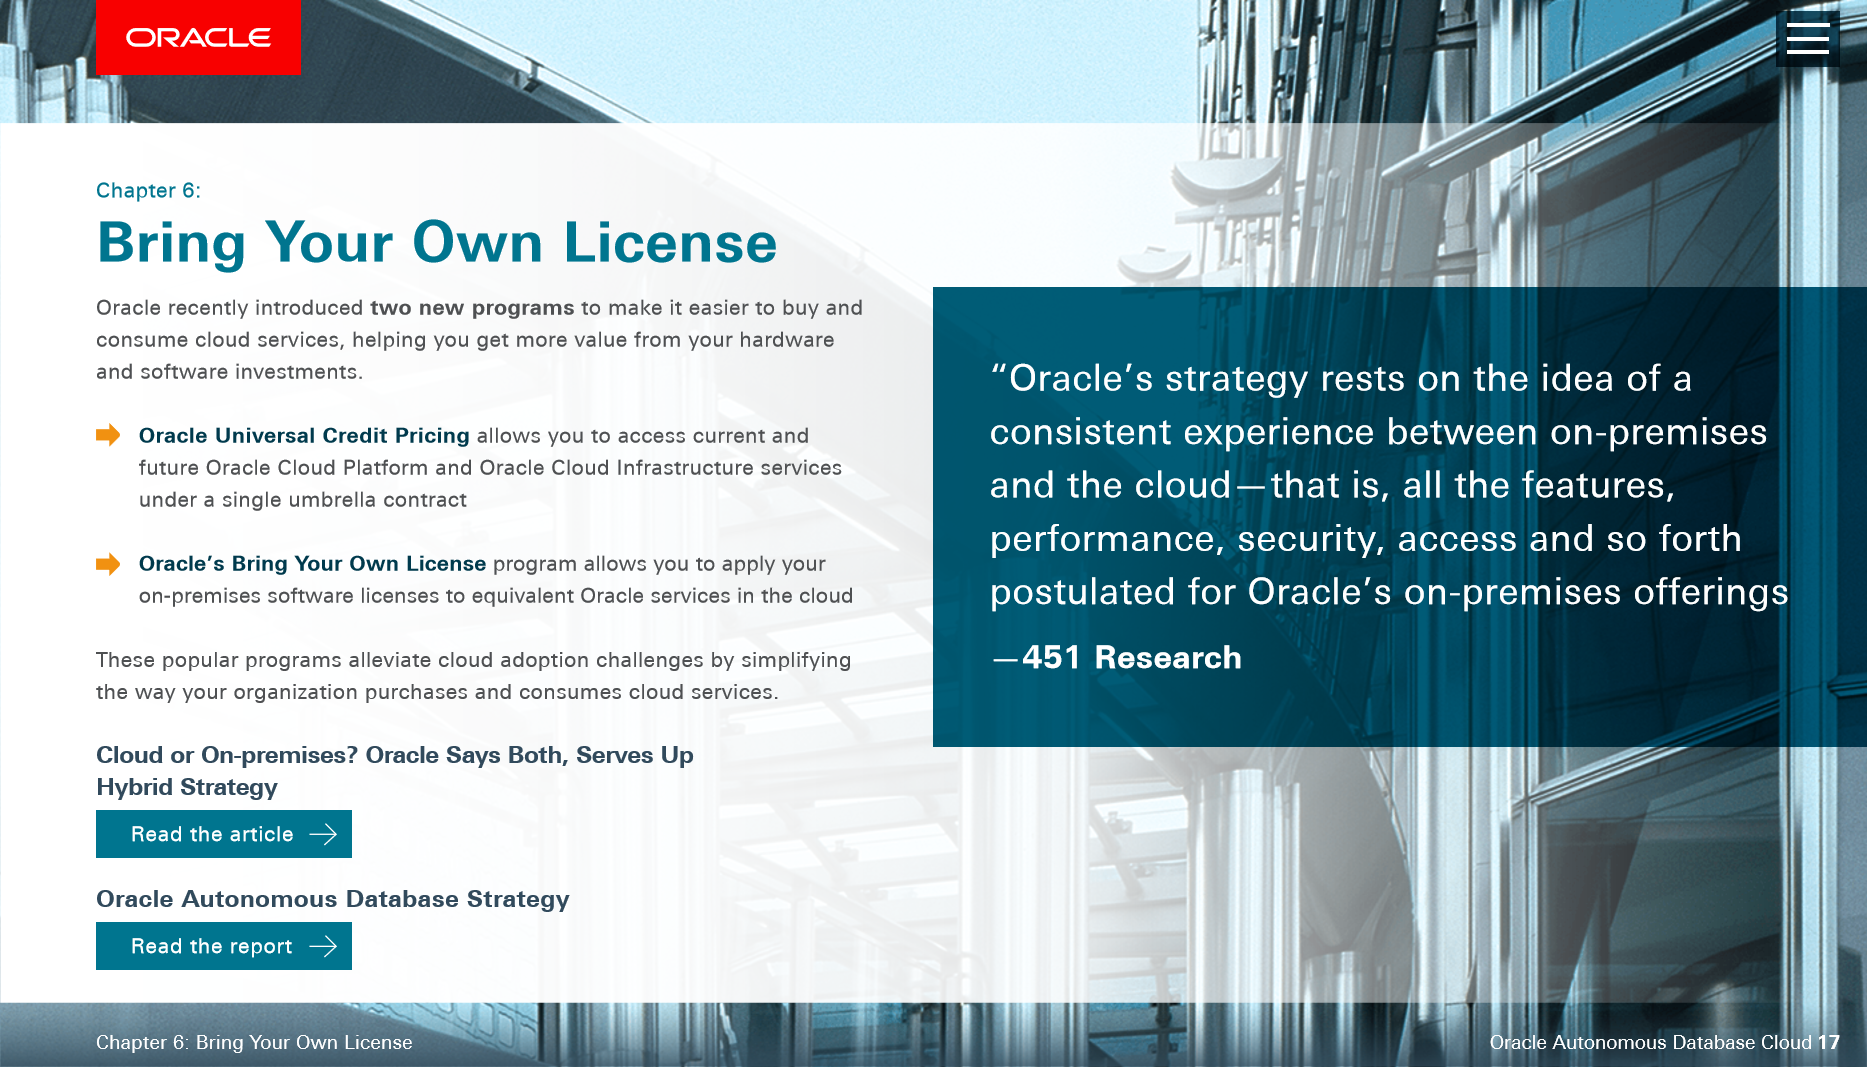 ORACLE
Chapter 6:
Bring Your Own License
Oracle recently introduced two new programs to make it easier to buy and
consume cloud services, helping you get more value from your hardware
and software investments.
Oracle Universal Credit Pricing allows you to access current and
future Oracle Cloud Platform and Oracle Cloud Infrastructure services
under a single umbrella contract
Oracle’s Bring Your Own License program allows you to apply your
on-premises software licenses to equivalent Oracle services in the cloud
These popular programs alleviate cloud adoption challenges by simplifying
the way your organization purchases and consumes cloud services.
Cloud or On-premises? Oracle Says Both, Serves Up
Hybrid Strategy
Read the article
Oracle Autonomous Database Strategy
Read the report
“Oracle’s strategy rests on the idea of a
consistent experience between on-premises
and the cloud—that is, all the features,
performance, security, access and so forth
postulated for Oracle’s on-premises offerings
—451 Research
Chapter 6: Bring Your Own License
Oracle Autonomous Database Cloud 17